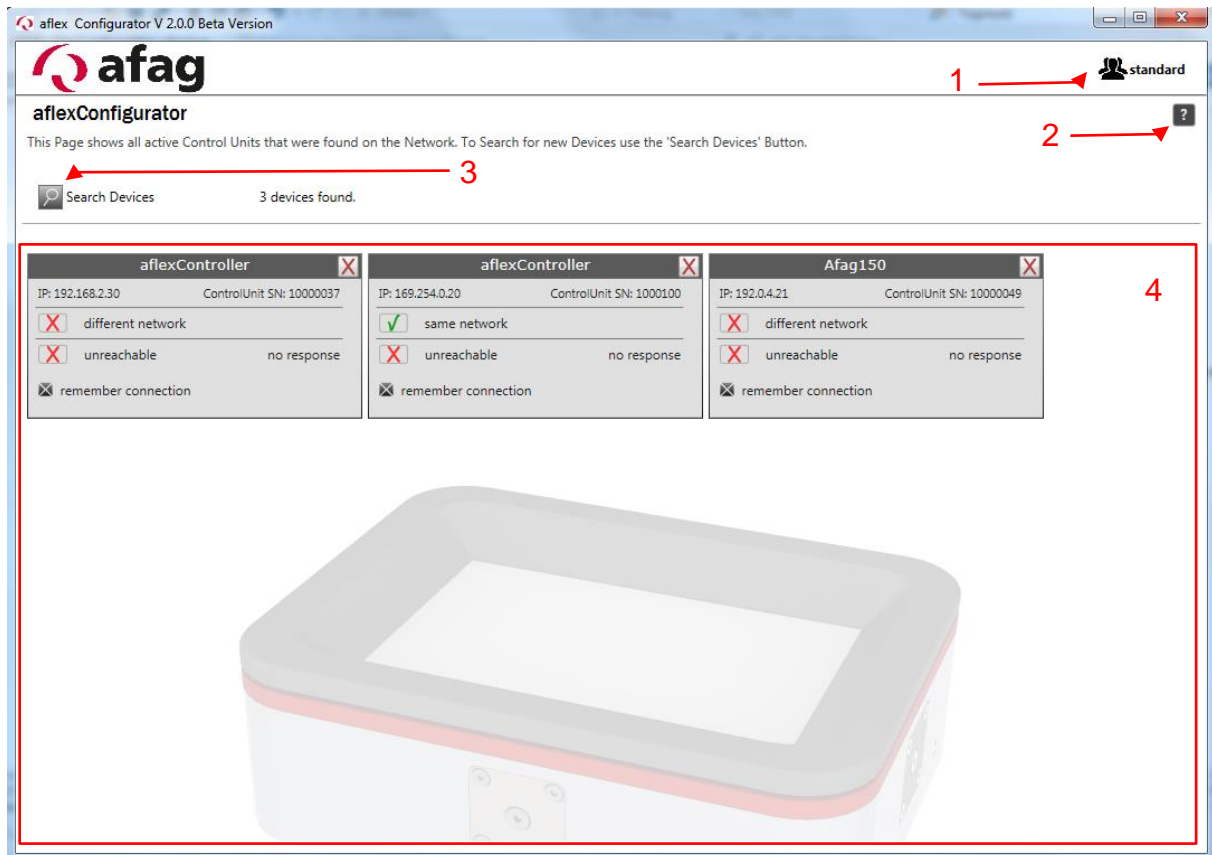 aflex Configurator V 2.0.0 Beta Version
afag
1
standard
aflexConfigurator
?
This Page shows all active Control Units that were found on the Network. To Search for new Devices use the 'Search Devices' Button.
2
3
Search Devices 3 devices found.
4
aflexController X
IP: 192.168.2.30 ControlUnit SN: 10000037
different network
unreachable no response
remember connection
aflexController X
IP: 169.254.0.20 ControlUnit SN: 1000100
same network
unreachable no response
remember connection
Afag150 X
IP: 192.0.4.21 ControlUnit SN: 10000049
different network
unreachable no response
remember connection